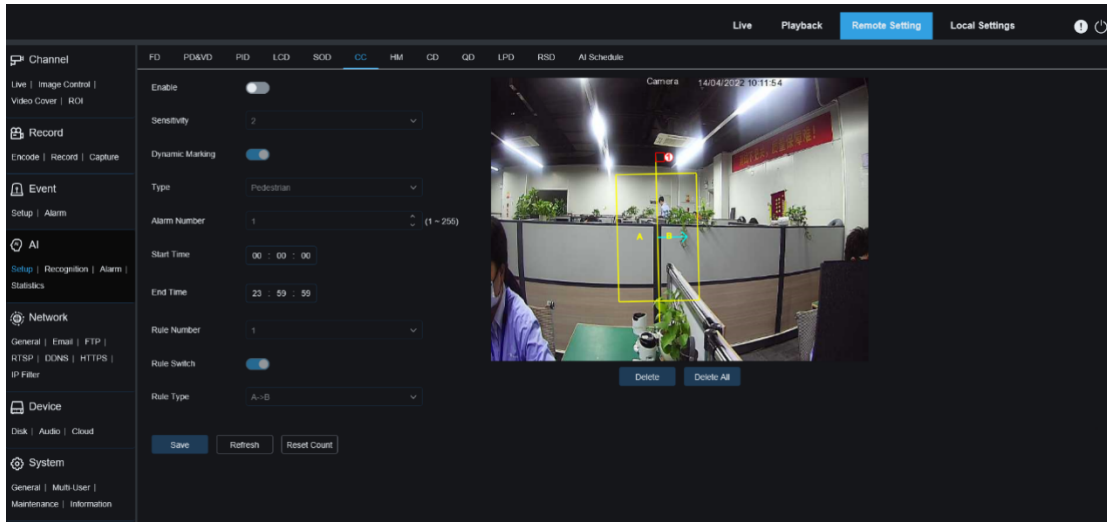 Live Playback Remote Setting Local Settings
Channel
Live | Image Control |
Video Cover | ROI
Record
Encode | Record | Capture
Event
Setup | Alarm
AI
Setup | Recognition | Alarm |
Statistics
Network
General | Email | FTP |
RTSP | DDNS | HTTPS |
IP Filter
Device
Disk | Audio | Cloud
System
General | Multi-User |
Maintenance | Information
FD PD&VD PID LCD SOD CC HM CD QD LPD RSD AI Schedule
Enable
Sensitivity 2
Dynamic Marking
Type Pedestrian
Alarm Number 1 (1 ~ 255)
Start Time 00 : 00 : 00
End Time 23 : 59 : 59
Rule Number 1
Rule Switch
Rule Type A->B
Save Refresh Reset Count
Camera 14/04/2022 10:11:54
1
A B
Delete Delete All